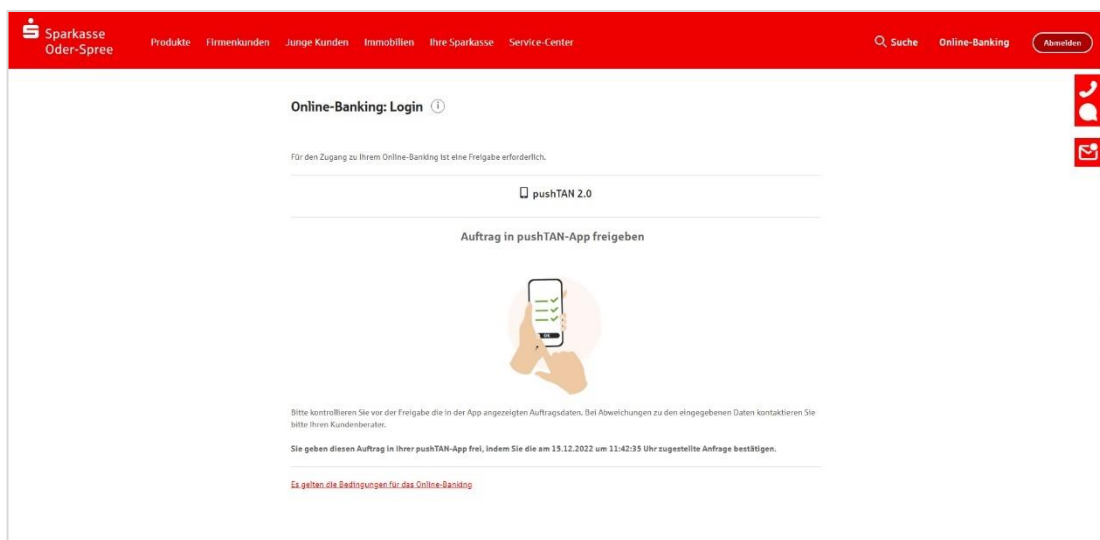 Sparkasse
Oder-Spree
Produkte Firmenkunden Junge Kunden Immobilien Ihre Sparkasse Service-Center Suche Online-Banking Abmelden
Online-Banking: Login
Für den Zugang zu Ihrem Online-Banking ist eine Freigabe erforderlich.
pushTAN 2.0
Auftrag in pushTAN-App freigeben
Bitte kontrollieren Sie vor der Freigabe die in der App angezeigten Auftragsdaten. Bei Abweichungen zu den eingegebenen Daten kontaktieren Sie
bitte Ihren Kundenberater.
Sie geben diesen Auftrag in Ihrer pushTAN-App frei, indem Sie die am 15.12.2022 um 11:42:35 Uhr zugestellte Anfrage bestätigen.
Es gelten die Bedingungen für das Online-Banking